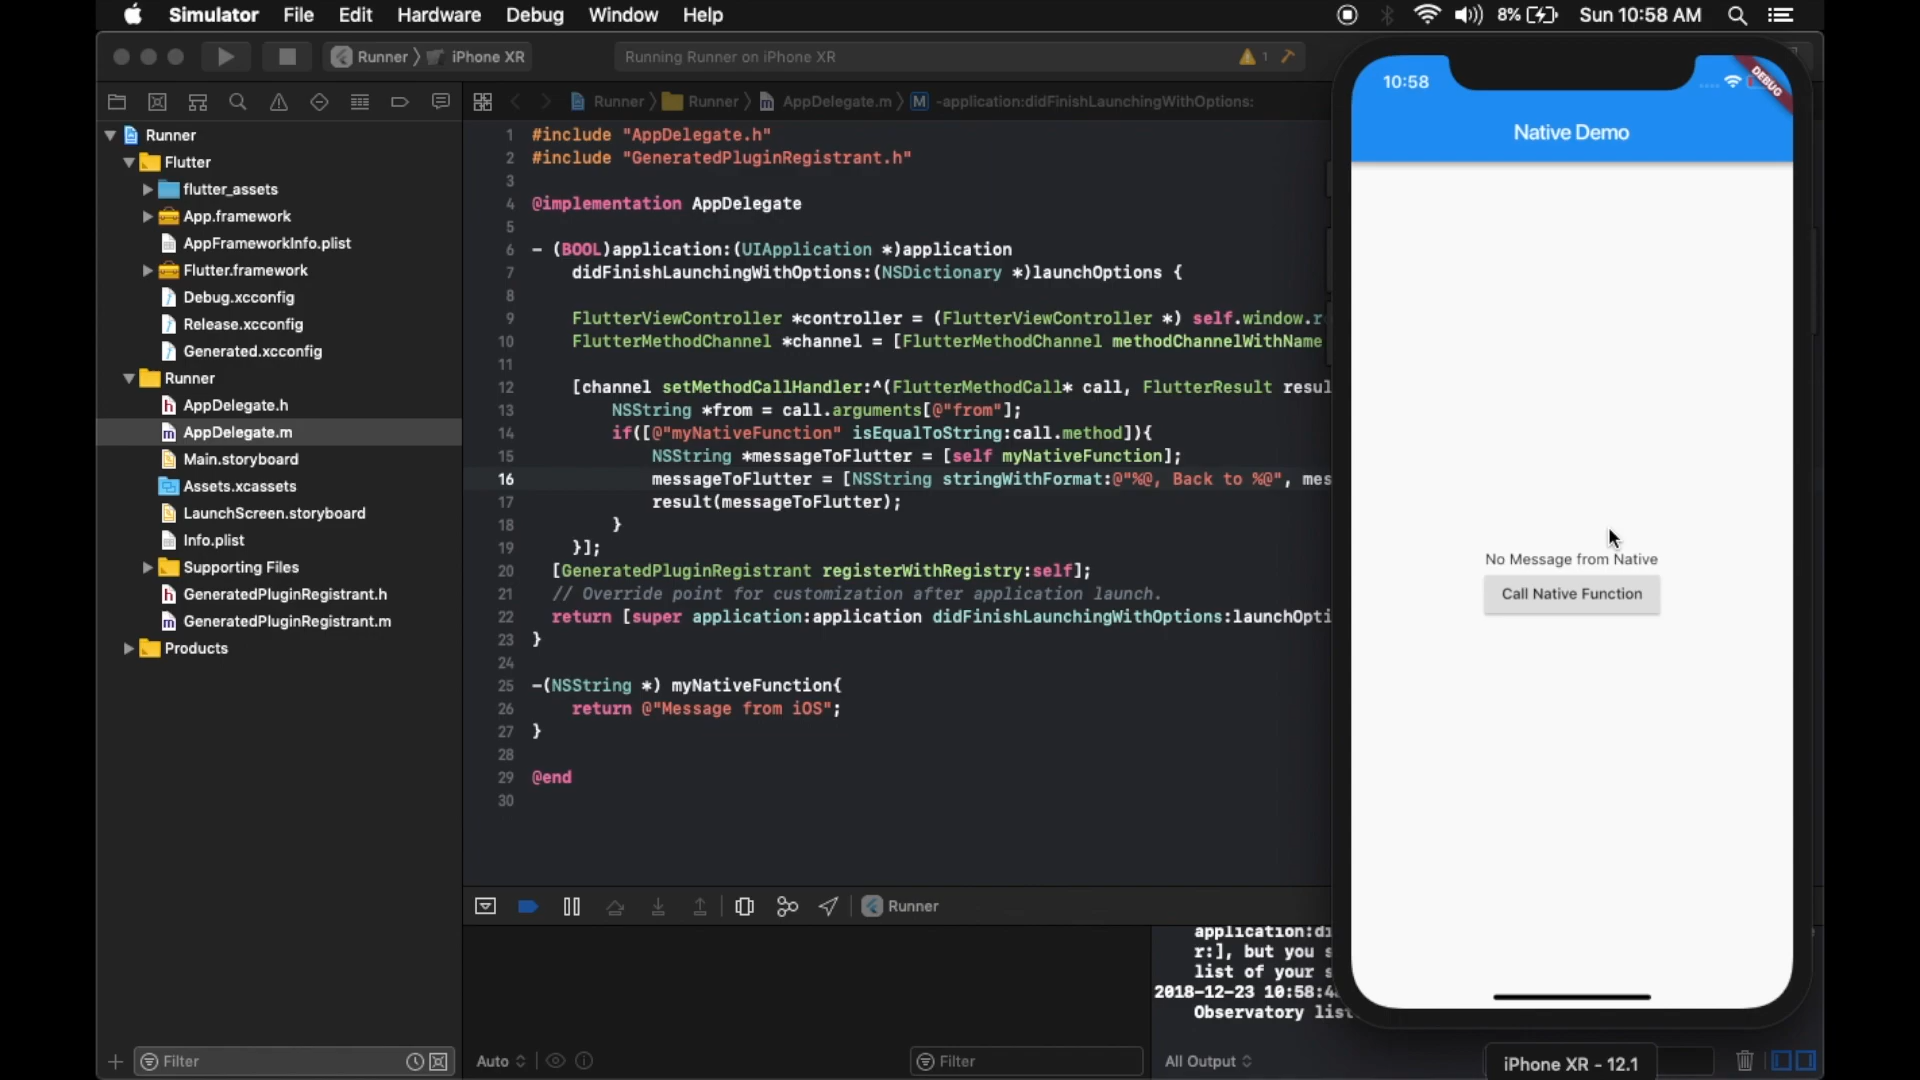 Simulator File Edit Hardware Debug Window Help
8% Sun 10:58 AM
Runner iPhone XR
Running Runner on iPhone XR
1
Runner Runner AppDelegate.m M -application:didFinishLaunchingWithOptions:
Runner
Flutter
flutter_assets
App.framework
AppFrameworkInfo.plist
Flutter.framework
Debug.xcconfig
Release.xcconfig
Generated.xcconfig
Runner
h AppDelegate.h
m AppDelegate.m
Main.storyboard
Assets.xcassets
LaunchScreen.storyboard
Info.plist
Supporting Files
h GeneratedPluginRegistrant.h
m GeneratedPluginRegistrant.m
Products
Filter
1 #include "AppDelegate.h"
2 #include "GeneratedPluginRegistrant.h"
3
4 @implementation AppDelegate
5
6 - (BOOL)application:(UIApplication *)application
7 didFinishLaunchingWithOptions:(NSDictionary *)launchOptions {
8
9 FlutterViewController *controller = (FlutterViewController *) self.window.r
10 FlutterMethodChannel *channel = [FlutterMethodChannel methodChannelWithName
11
12 [channel setMethodCallHandler:^(FlutterMethodCall* call, FlutterResult resul
13 NSString *from = call.arguments[@"from"];
14 if([@"myNativeFunction" isEqualToString:call.method]){
15 NSString *messageToFlutter = [self myNativeFunction];
16 messageToFlutter = [NSString stringWithFormat:@"%@, Back to %@", mes
17 result(messageToFlutter);
18 }
19 }];
20 [GeneratedPluginRegistrant registerWithRegistry:self];
21 // Override point for customization after application launch.
22 return [super application:application didFinishLaunchingWithOptions:launchOpti
23 }
24
25 -(NSString *) myNativeFunction{
26 return @"Message from iOS";
27 }
28
29 @end
30
Runner
application:di
r:], but you s
list of your s
2018-12-23 10:58:4
Observatory list
Auto
Filter
All Output
10:58
DEBUG
Native Demo
No Message from Native
Call Native Function
iPhone XR - 12.1